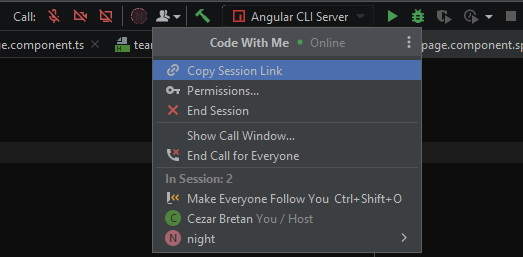 Call:
Angular CLI Server
ge.component.ts
tea
page.component.sp
Code With Me • Online
Copy Session Link
Permissions...
End Session
Show Call Window...
End Call for Everyone
In Session: 2
Make Everyone Follow You Ctrl+Shift+O
C Cezar Bretan You / Host
N night